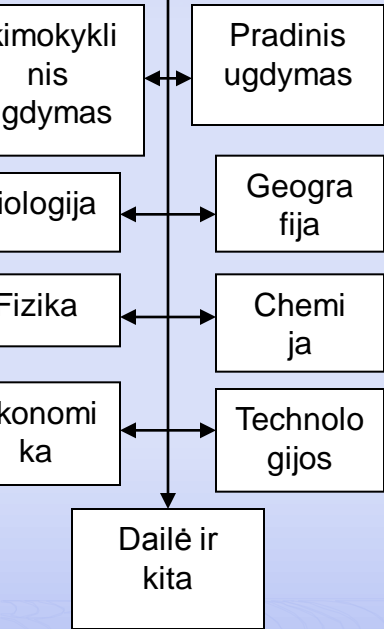 kimokykli
nis
gdymas
Pradinis
ugdymas
iologija
Geogra
fija
Fizika
Chemi
ja
konomi
ka
Technolo
gijos
Dailė ir
kita